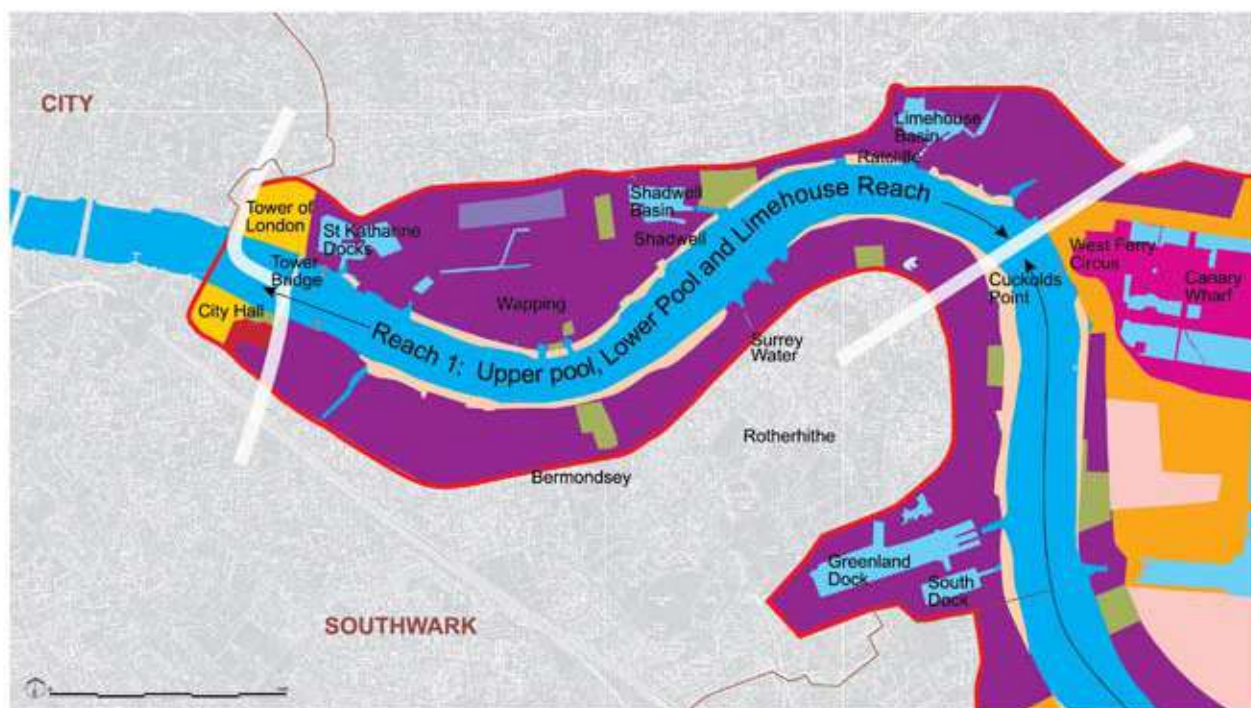 CITY
Tower of
London
St Katharine
Docks
Tower
Bridge
City Hall
Shadwell
Basin
Shadwell
Wapping
Limehouse
Basin
Ratcliffe
Reach 1: Upper pool, Lower Pool and Limehouse Reach
West Ferry
Circus
Canary
Wharf
Cuckolds
Point
Surrey
Water
Rotherhithe
Bermondsey
Greenland
Dock
South
Dock
SOUTHWARK